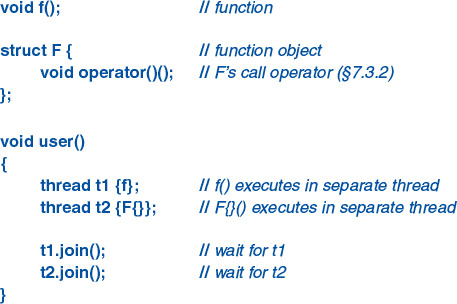 void f(); // function
struct F { // function object
void operator()(); // F's call operator (§7.3.2)
};
void user()
{
thread t1 {f}; // f() executes in separate thread
thread t2 {F{}}; // F{}() executes in separate thread
t1.join(); // wait for t1
t2.join(); // wait for t2
}